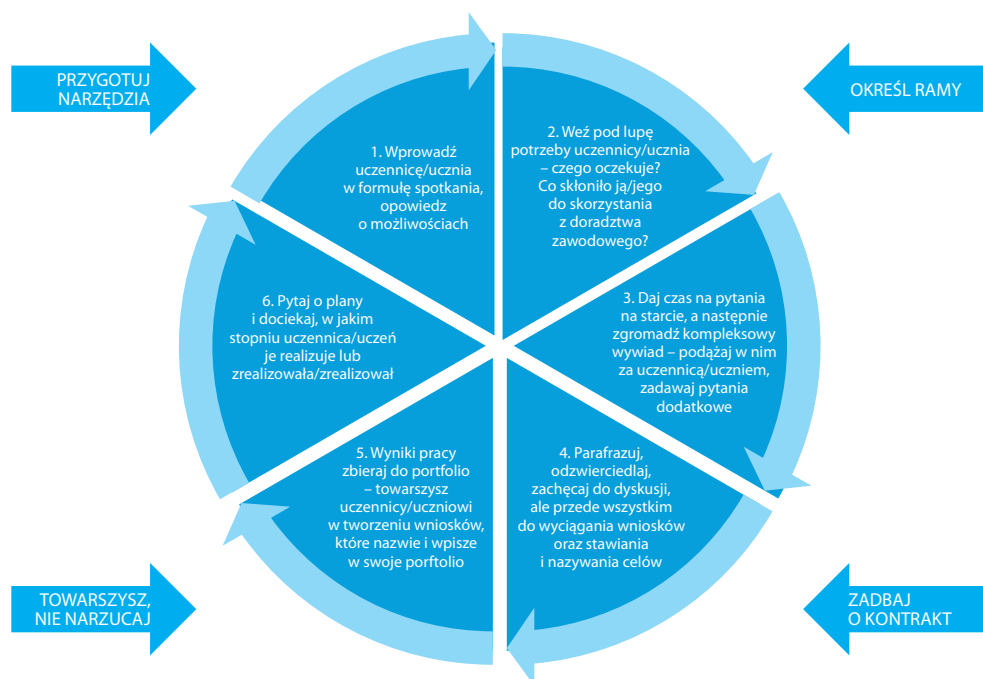 PRZYGOTUJ
NARZĘDZIA
OKREŚL RAMY
1. Wprowadź
uczennicę/ucznia
w formułę spotkania,
opowiedz
o możliwościach
2. Weź pod lupę
potrzeby uczennicy/ucznia
– czego oczekuje?
Co skłoniło ją/jego
do skorzystania
z doradztwa
zawodowego?
3. Daj czas na pytania
na starcie, a następnie
zgromadź kompleksowy
wywiad – podążaj w nim
za uczennicą/uczniem,
zadawaj pytania
dodatkowe
4. Parafrazuj,
odzwierciedlaj,
zachęcaj do dyskusji,
ale przede wszystkim
do wyciągania wniosków
oraz stawiania
i nazywania celów
5. Wyniki pracy
zbieraj do portfolio
– towarzysz
uczennicy/uczniowi
w tworzeniu wniosków,
które nazwie i wpisze
w swoje porftolio
6. Pytaj o plany
i dociekaj, w jakim
stopniu uczennica/uczeń
je realizuje lub
zrealizowała/zrealizował
TOWARSZYSZ,
NIE NARZUCAJ
ZADBAJ
O KONTRAKT